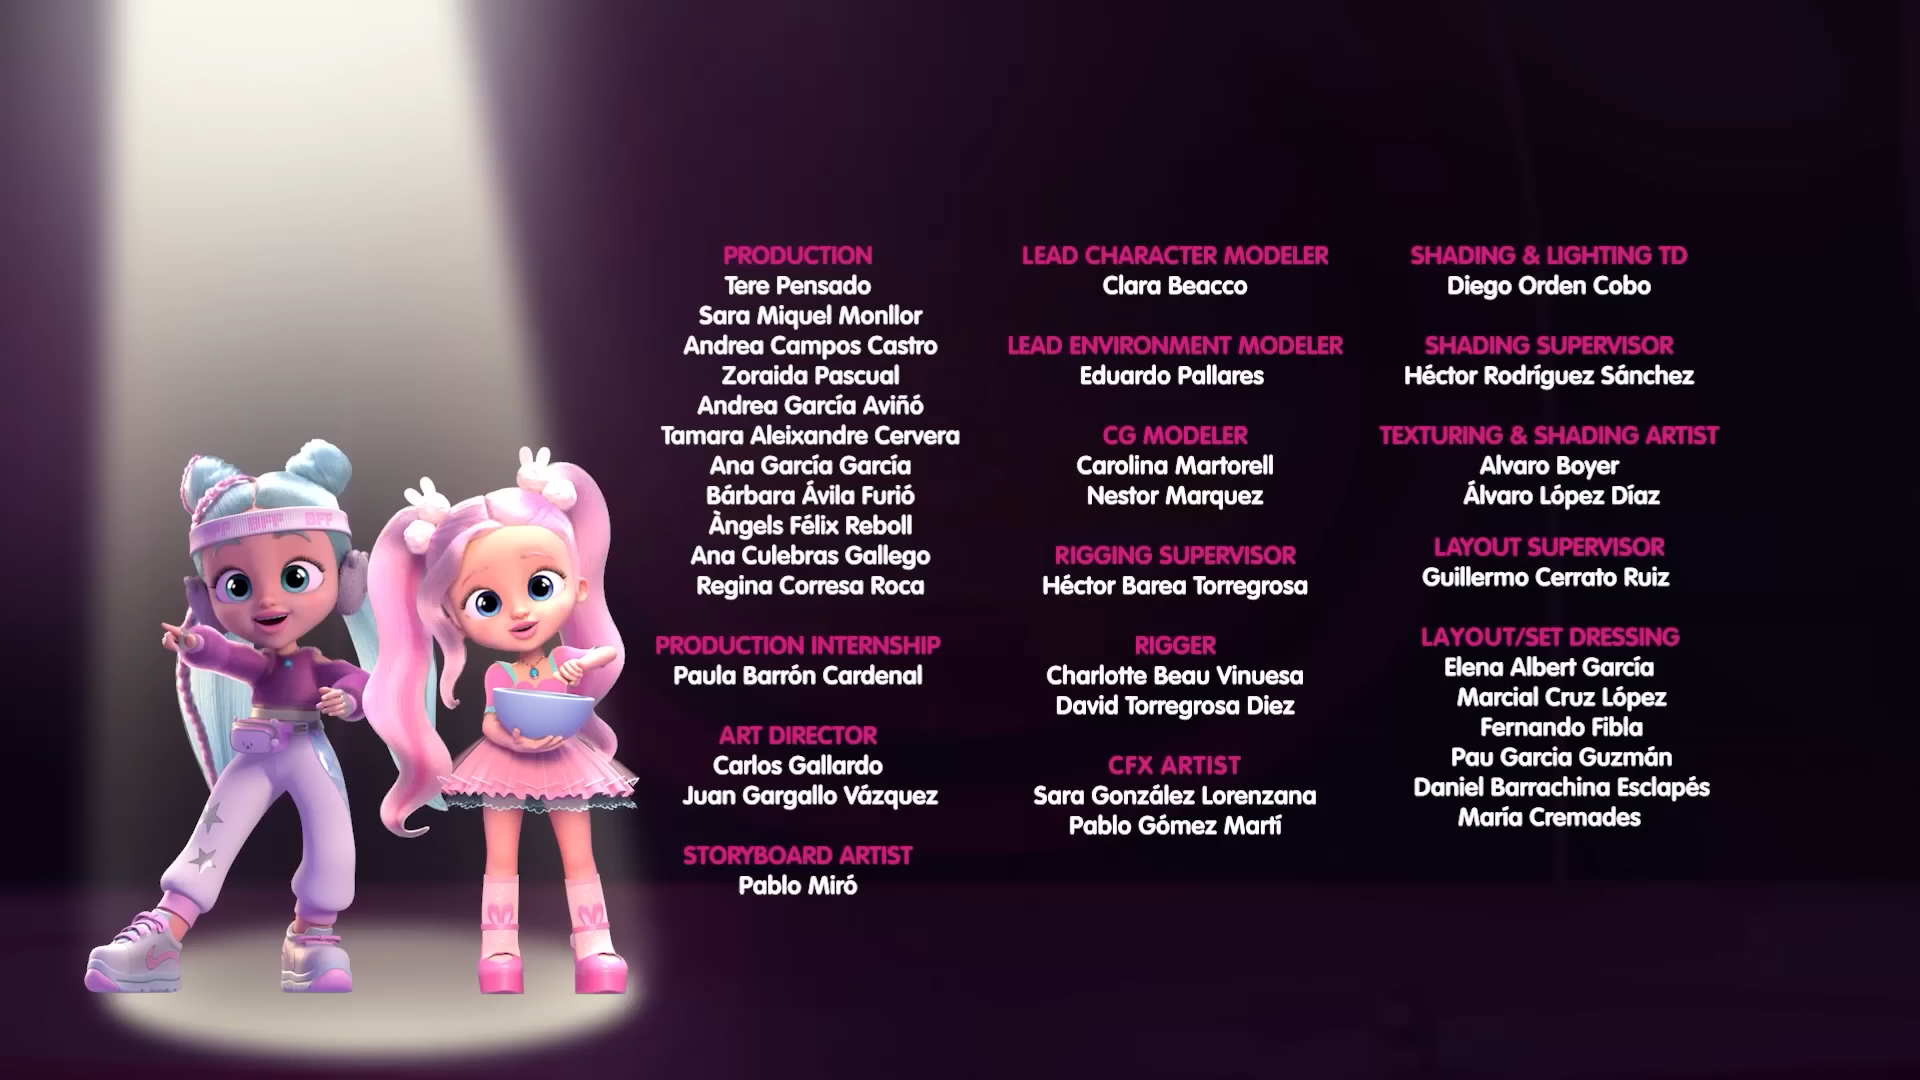 PRODUCTION
Tere Pensado
Sara Miquel Monllor
Andrea Campos Castro
Zoraida Pascual
Andrea García Aviñó
Tamara Aleixandre Cervera
Ana García García
Bárbara Ávila Furió
Àngels Félix Reboll
Ana Culebras Gallego
Regina Corresa Roca
PRODUCTION INTERNSHIP
Paula Barrón Cardenal
ART DIRECTOR
Carlos Gallardo
Juan Gargallo Vázquez
STORYBOARD ARTIST
Pablo Miró
LEAD CHARACTER MODELER
Clara Beacco
LEAD ENVIRONMENT MODELER
Eduardo Pallares
CG MODELER
Carolina Martorell
Nestor Marquez
RIGGING SUPERVISOR
Héctor Barea Torregrosa
RIGGER
Charlotte Beau Vinuesa
David Torregrosa Diez
CFX ARTIST
Sara González Lorenzana
Pablo Gómez Martí
SHADING & LIGHTING TD
Diego Orden Cobo
SHADING SUPERVISOR
Héctor Rodríguez Sánchez
TEXTURING & SHADING ARTIST
Alvaro Boyer
Álvaro López Díaz
LAYOUT SUPERVISOR
Guillermo Cerrato Ruiz
LAYOUT/SET DRESSING
Elena Albert García
Marcial Cruz López
Fernando Fibla
Pau Garcia Guzmán
Daniel Barrachina Esclapés
María Cremades
BFF BFF